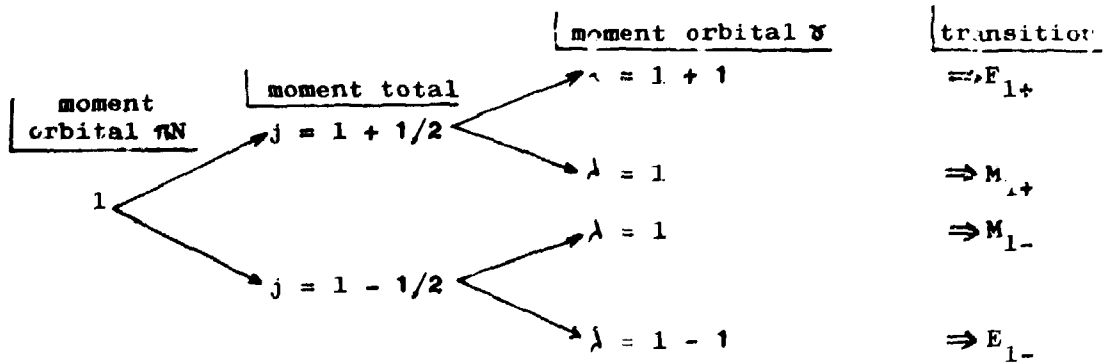 moment orbital γ transition
λ = l + 1 ⇒ E l+
moment total
moment
orbital πN
j = l + 1/2
λ = l ⇒ M l+
l
λ = l ⇒ M l-
j = l - 1/2
λ = l - 1 ⇒ E l-